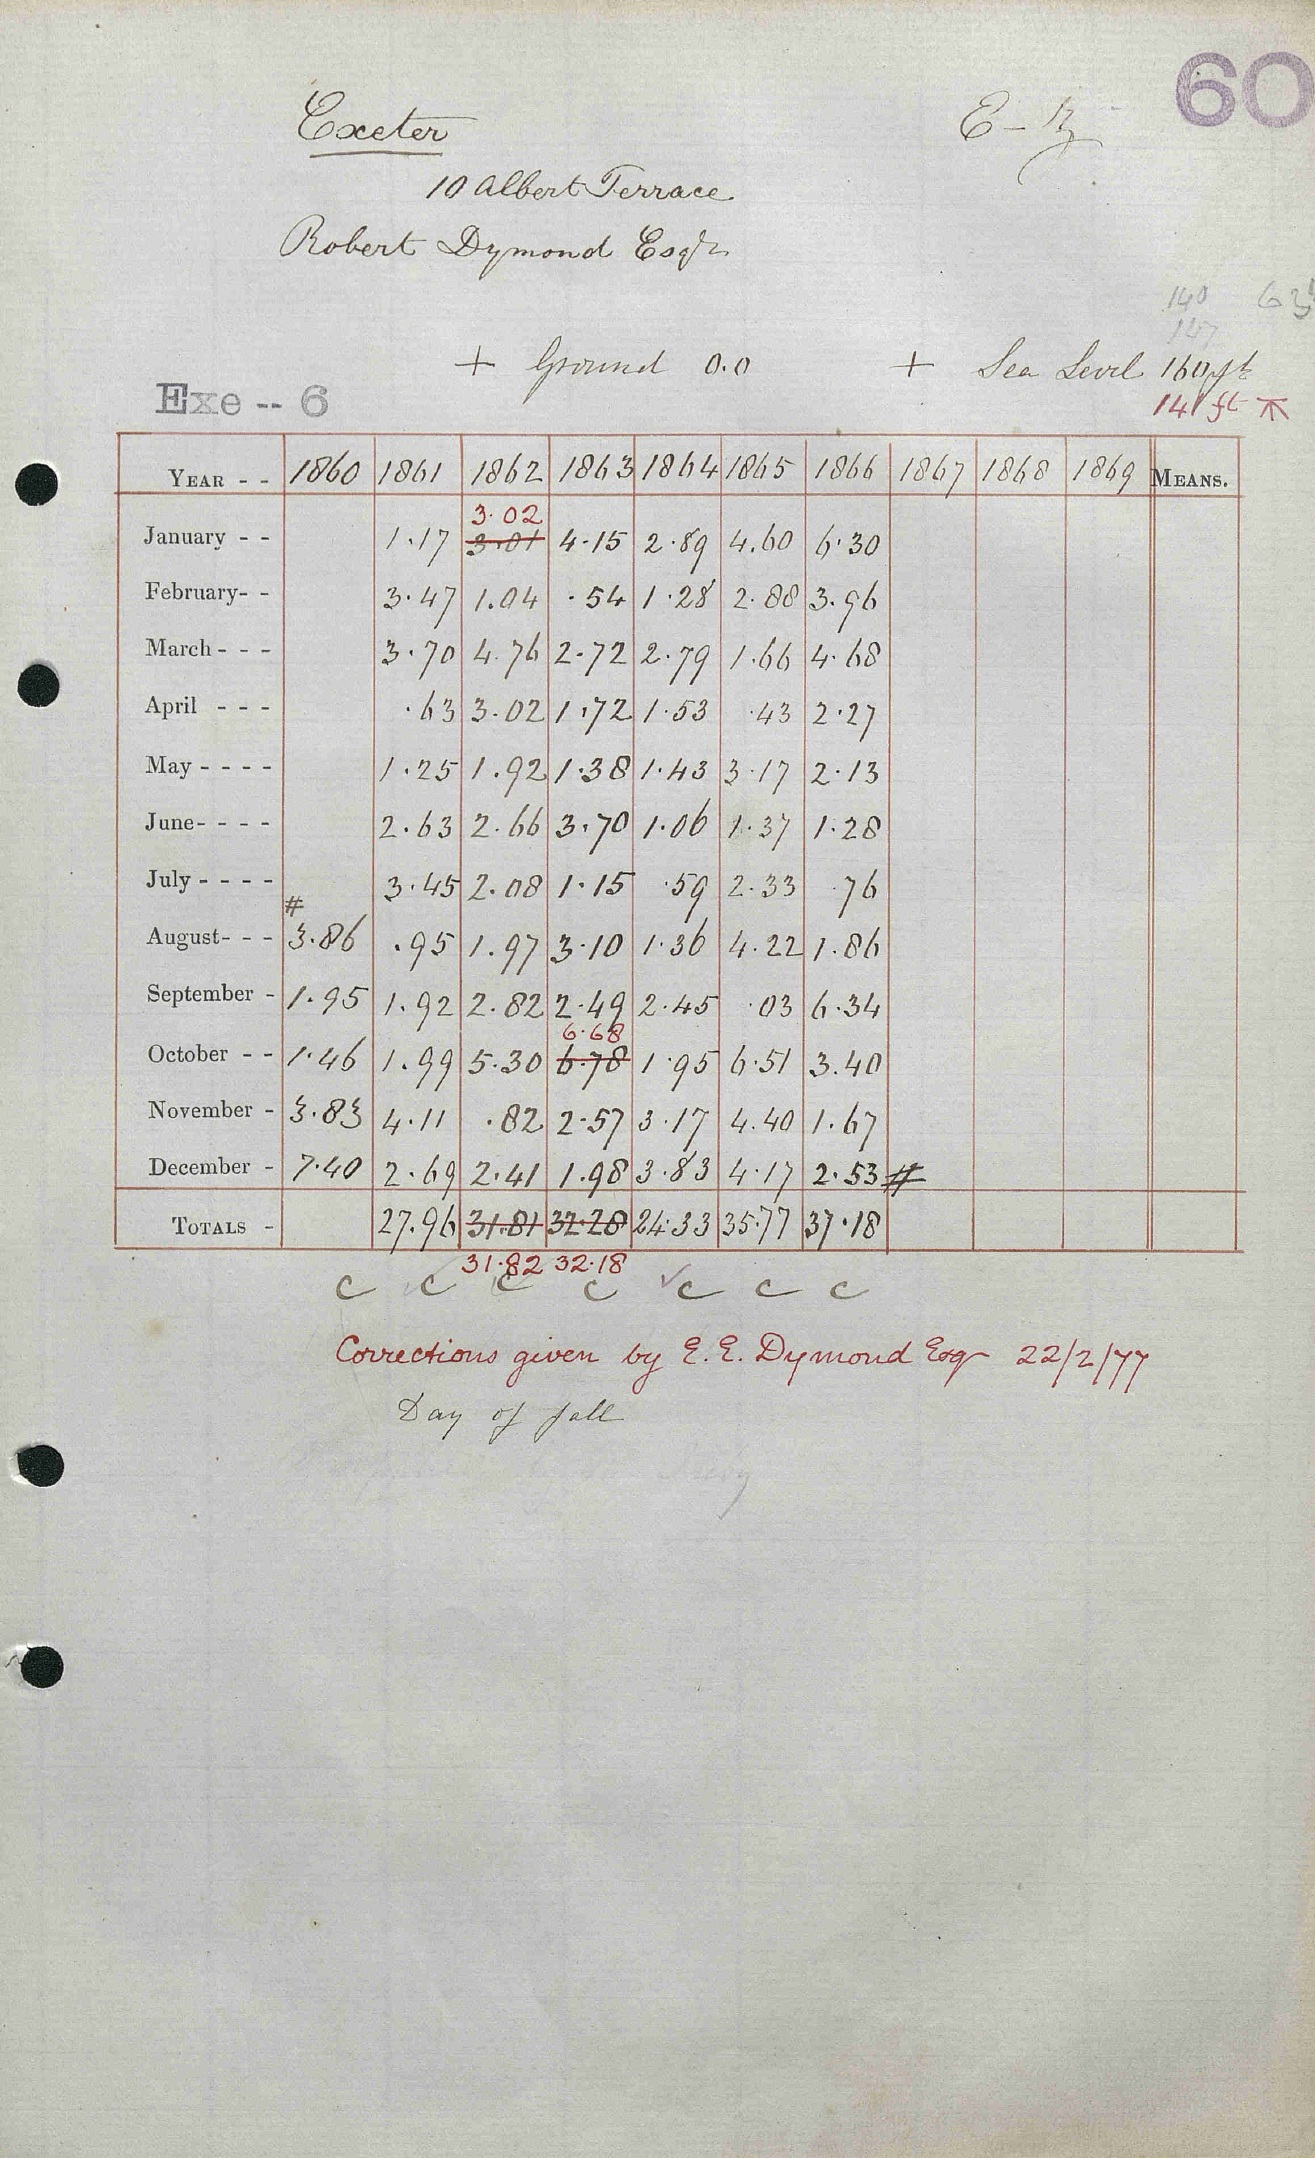 60
Exeter
10 Albert Terrace
Robert Dymond Esqr
140 63
147
+ Ground 0.0 + Sea Level 160 ft
141 ft
Exe -- 6
YEAR - - 1860 1861 1862 1863 1864 1865 1866 1867 1868 1869 MEANS.
3.02
January - - 1.17 3.01 4.15 2.89 4.60 6.30
February- - 3.47 1.04 .54 1.28 2.88 3.96
March - - - 3.70 4.76 2.72 2.79 1.66 4.68
April - - - .63 3.02 1.72 1.53 .43 2.27
May - - - - 1.25 1.92 1.38 1.43 3.17 2.13
June- - - - 2.63 2.66 3.70 1.06 1.37 1.28
July - - - - 3.45 2.08 1.15 .59 2.33 .76
#
August- - - 3.86 .95 1.97 3.10 1.36 4.22 1.86
September - 1.95 1.92 2.82 2.49 2.45 .03 6.34
6.68
October - - 1.46 1.99 5.30 6.78 1.95 6.51 3.40
November - 3.83 4.11 .82 2.57 3.17 4.40 1.67
December - 7.40 2.69 2.41 1.98 3.83 4.17 2.53 #
TOTALS - 27.96 31.81 32.28 24.33 35.77 37.18
31.82 32.18
c c c c ✓ c c c
Corrections given by E. E. Dymond Esq 22/2/77
Day of fall